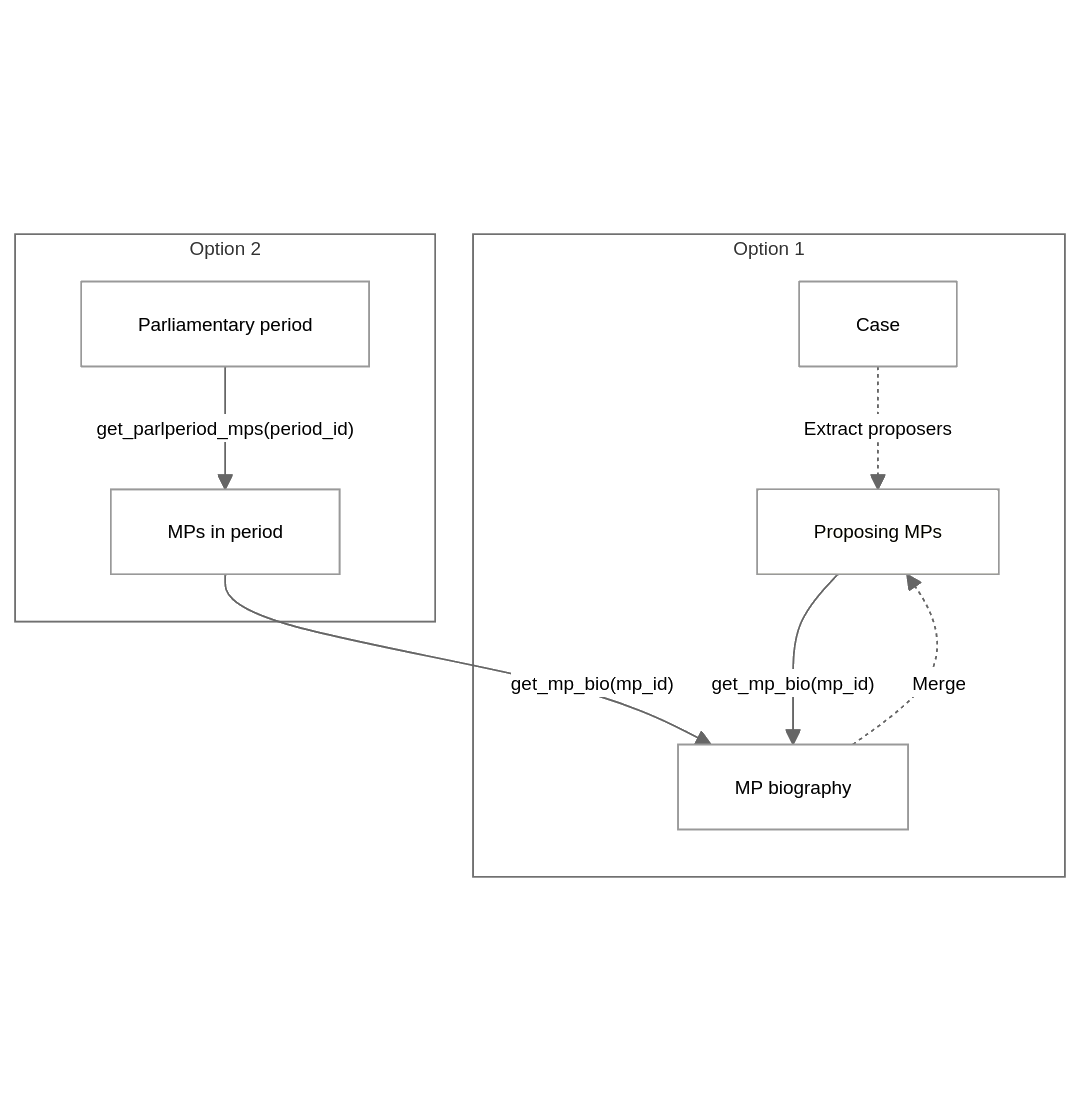 Option 2
Parliamentary period
get_parlperiod_mps(period_id)
MPs in period
Option 1
Case
Extract proposers
Proposing MPs
get_mp_bio(mp_id)
get_mp_bio(mp_id)
Merge
MP biography